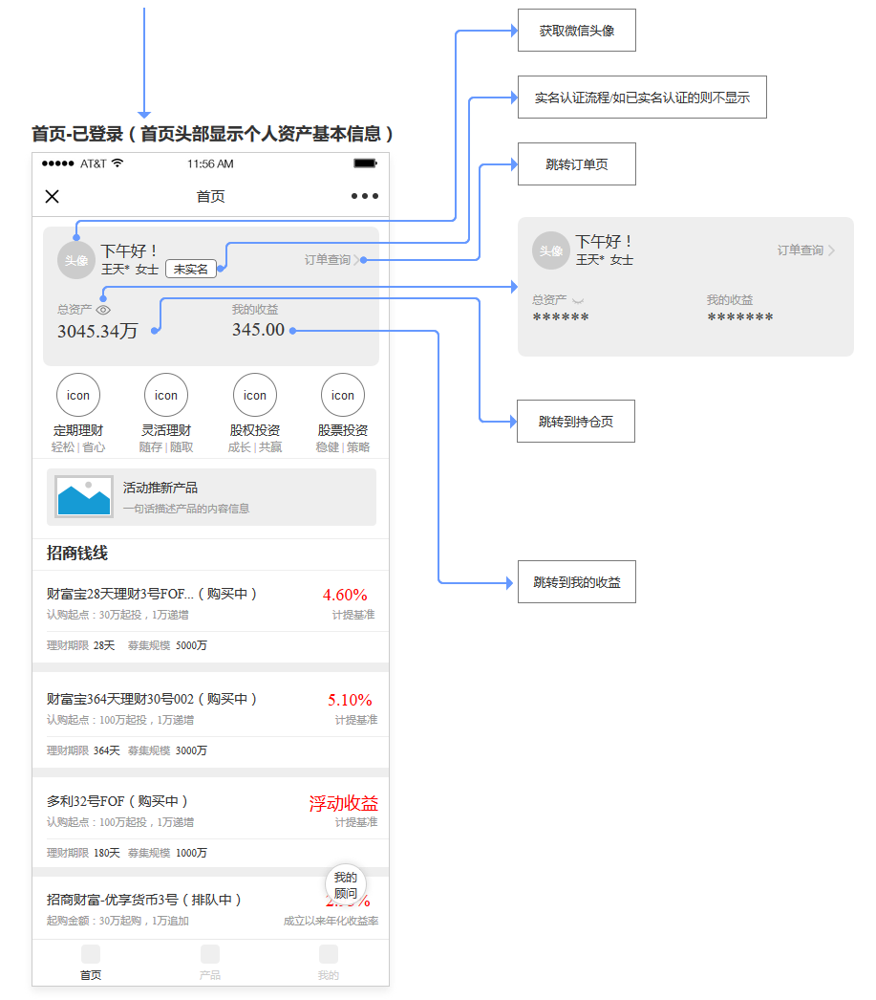 获取微信头像
实名认证流程/如已实名认证的则不显示
首页-已登录（首页头部显示个人资产基本信息）
跳转订单页
AT&T
11:56 AM
首页
头像
下午好！
王天* 女士
未实名
订单查询
总资产
3045.34万
我的收益
345.00
头像
下午好！
王天* 女士
订单查询
总资产
******
我的收益
*******
icon
icon
icon
icon
定期理财
灵活理财
股权投资
股票投资
轻松|省心
随存|随取
成长|共赢
稳健|策略
跳转到持仓页
活动推新产品
一句话描述产品的内容信息
招商钱线
跳转到我的收益
财富宝28天理财3号FOF...（购买中）
4.60%
认购起点：30万起投，1万递增
计提基准
理财期限 28天 募集规模 5000万
财富宝364天理财30号002（购买中）
5.10%
认购起点：100万起投，1万递增
计提基准
理财期限 364天 募集规模 3000万
多利32号FOF（购买中）
浮动收益
认购起点：100万起投，1万递增
计提基准
理财期限 180天 募集规模 1000万
我的
顾问
招商财富-优享货币3号（排队中）
起购金额：30万起购，1万追加
成立以来年化收益率
首页
产品
我的